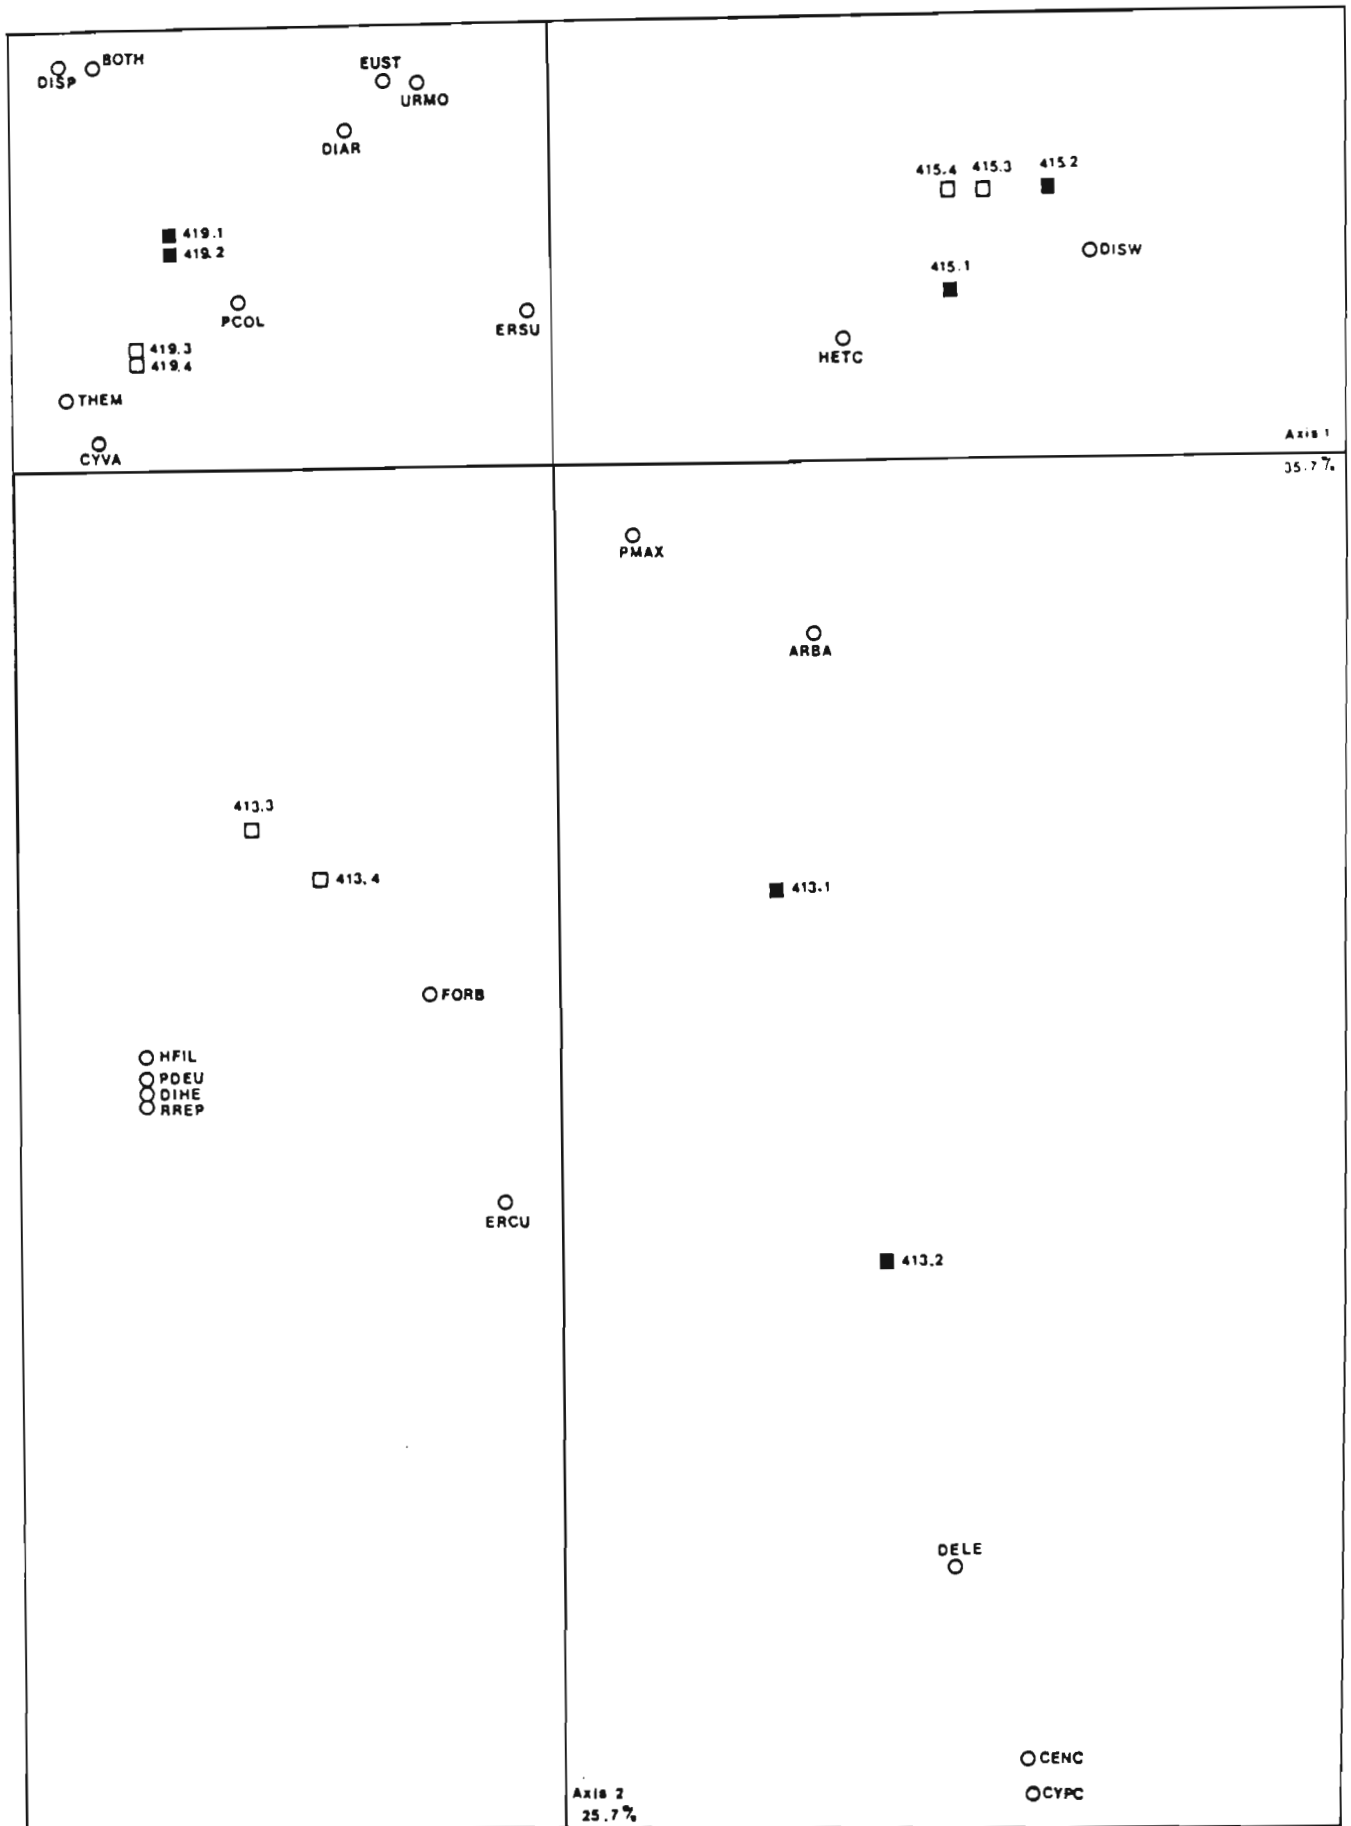 BOTH
DISP
EUST
URMO
DIAR
415.4 415.3 415.2
419.1
419.2
DISW
415.1
PCOL
ERSU
HETC
419.3
419.4
THEM
CYVA
Axis 1
35.7%
PMAX
ARBA
413.3
413.4
413.1
FORB
HFIL
PDEU
DIHE
RREP
ERCU
413.2
DELE
CENC
Axis 2
CYPC
25.7%